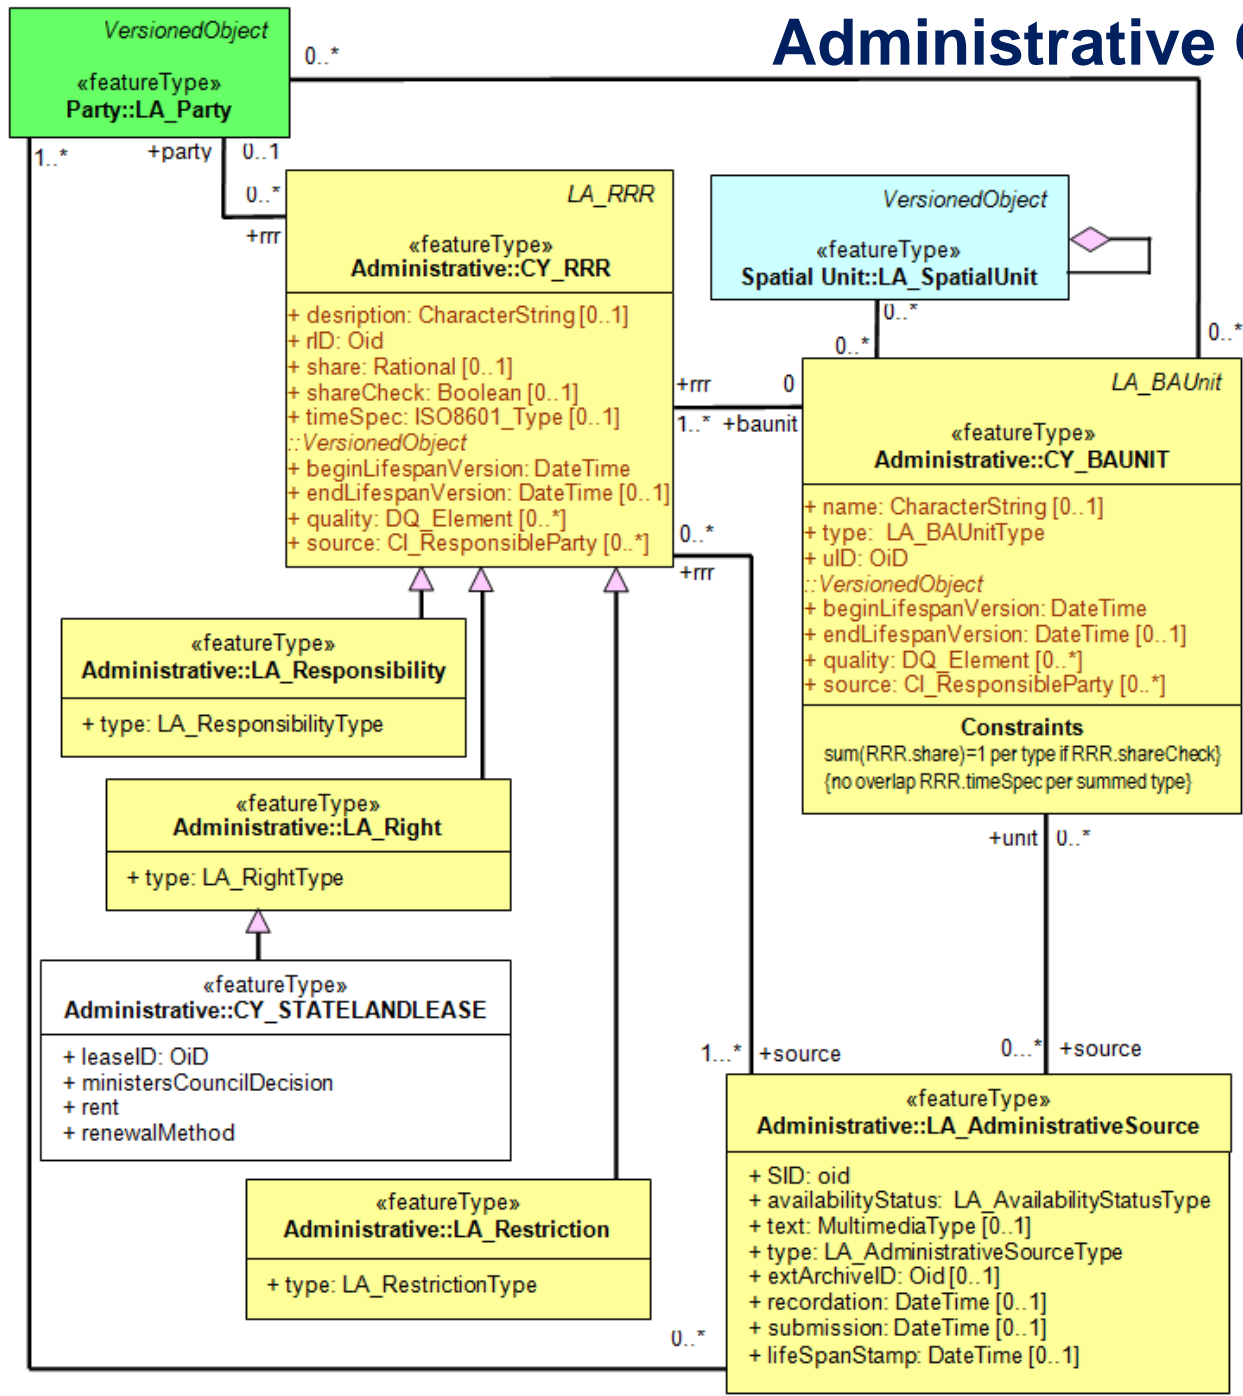 Administrative
VersionedObject
«featureType»
Party::LA_Party
0..*
1..*
+party
0..1
0..*
+rrr
LA_RRR
«featureType»
Administrative::CY_RRR
+ desription: CharacterString [0..1]
+ rID: Oid
+ share: Rational [0..1]
+ shareCheck: Boolean [0..1]
+ timeSpec: ISO8601_Type [0..1]
::VersionedObject
+ beginLifespanVersion: DateTime
+ endLifespanVersion: DateTime [0..1]
+ quality: DQ_Element [0..*]
+ source: CI_ResponsibleParty [0..*]
VersionedObject
«featureType»
Spatial Unit::LA_SpatialUnit
0..*
0..*
0..*
+rrr
0
1..*
+baunit
LA_BAUnit
«featureType»
Administrative::CY_BAUNIT
+ name: CharacterString [0..1]
+ type: LA_BAUnitType
+ uID: OiD
::VersionedObject
+ beginLifespanVersion: DateTime
+ endLifespanVersion: DateTime [0..1]
+ quality: DQ_Element [0..*]
+ source: CI_ResponsibleParty [0..*]
Constraints
sum(RRR.share)=1 per type if RRR.shareCheck}
{no overlap RRR.timeSpec per summed type}
0..*
+rrr
«featureType»
Administrative::LA_Responsibility
+ type: LA_ResponsibilityType
«featureType»
Administrative::LA_Right
+ type: LA_RightType
«featureType»
Administrative::CY_STATELANDLEASE
+ leaseID: OiD
+ ministersCouncilDecision
+ rent
+ renewalMethod
«featureType»
Administrative::LA_Restriction
+ type: LA_RestrictionType
+unit
0..*
1...*
+source
0...*
+source
«featureType»
Administrative::LA_AdministrativeSource
+ SID: oid
+ availabilityStatus: LA_AvailabilityStatusType
+ text: MultimediaType [0..1]
+ type: LA_AdministrativeSourceType
+ extArchiveID: Oid [0..1]
+ recordation: DateTime [0..1]
+ submission: DateTime [0..1]
+ lifeSpanStamp: DateTime [0..1]
0..*